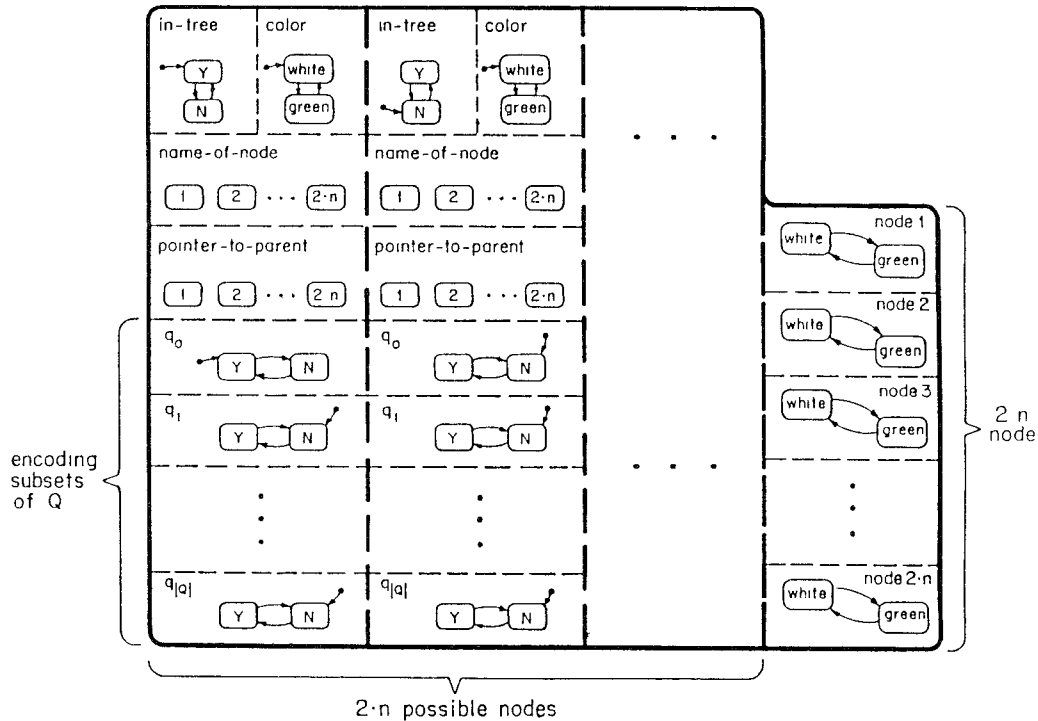 in-tree color in-tree color
Y white Y white
N green N green
. . .
name-of-node name-of-node
1 2 ... 2·n 1 2 ... 2·n
pointer-to-parent pointer-to-parent
1 2 ... 2·n 1 2 ... 2·n
q0 q0
Y N Y N
q1 q1
Y N Y N
. . .
q|Q| q|Q|
Y N Y N
node 1
white
green
node 2
white
green
node 3
white
green
node 2·n
white
green
encoding
subsets
of Q
2 n
node
2·n possible nodes